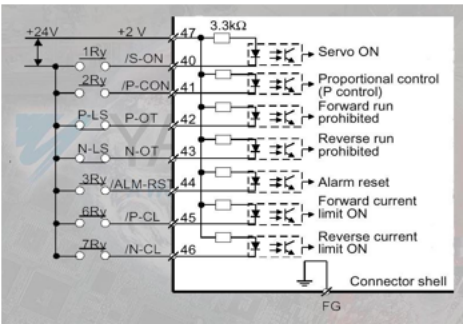 +24V +2 V 47 3.3kΩ
1Ry /S-ON 40 Servo ON
2Ry /P-CON 41 Proportional control
(P control)
P-LS P-OT 42 Forward run
prohibited
N-LS N-OT 43 Reverse run
prohibited
3Ry /ALM-RST 44 Alarm reset
6Ry /P-CL 45 Forward current
limit ON
7Ry /N-CL 46 Reverse current
limit ON
Connector shell
FG